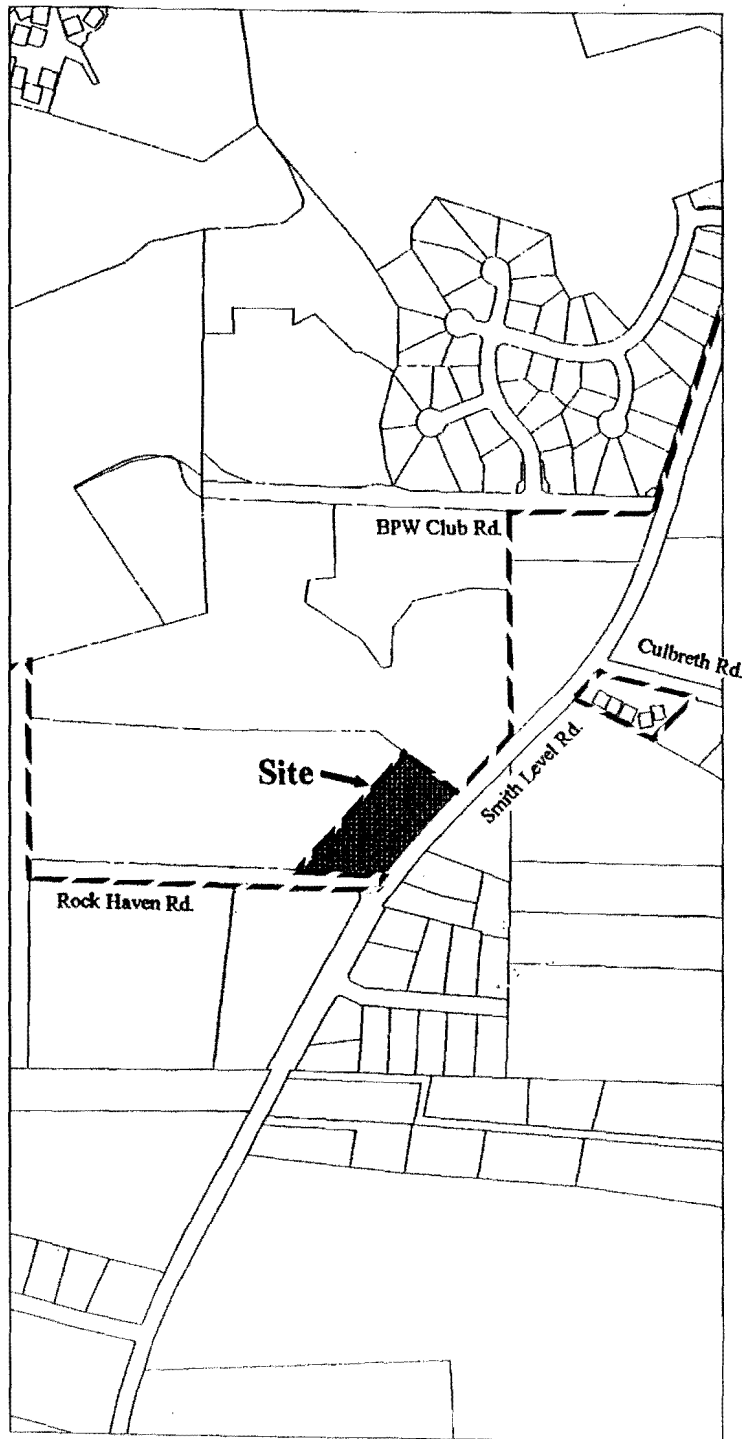 BPW Club Rd.
Culbreth Rd.
Smith Level Rd.
Site
Rock Haven Rd.